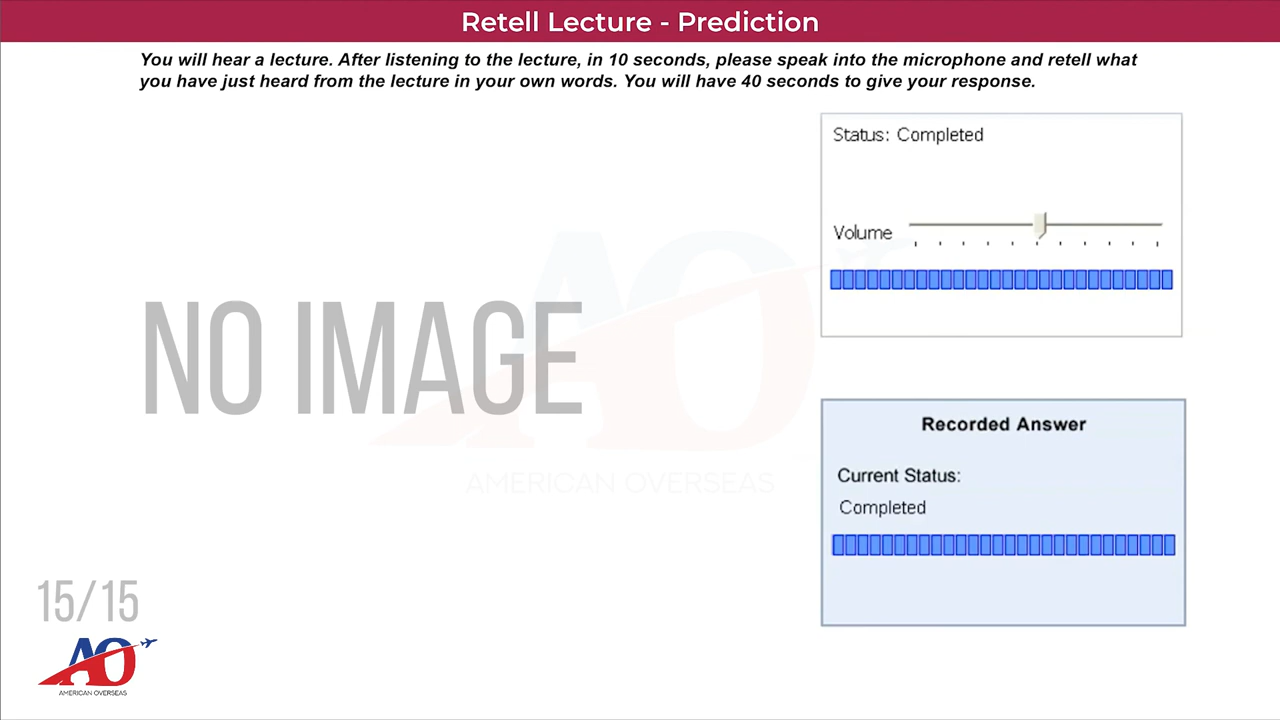 Retell Lecture - Prediction
You will hear a lecture. After listening to the lecture, in 10 seconds, please speak into the microphone and retell what
you have just heard from the lecture in your own words. You will have 40 seconds to give your response.
Status: Completed
Volume
NO IMAGE
AO
AMERICAN OVERSEAS
Recorded Answer
Current Status:
Completed
15/15
AO
AMERICAN OVERSEAS